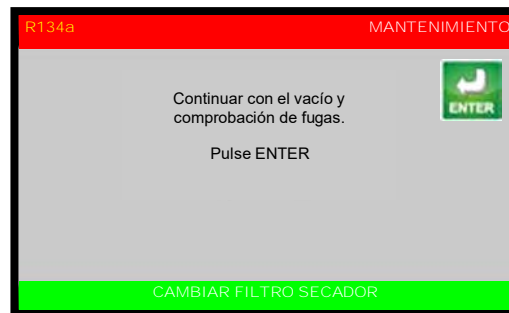 R134a MANTENIMIENTO
Continuar con el vacío y
comprobación de fugas.
ENTER
Pulse ENTER
CAMBIAR FILTRO SECADOR